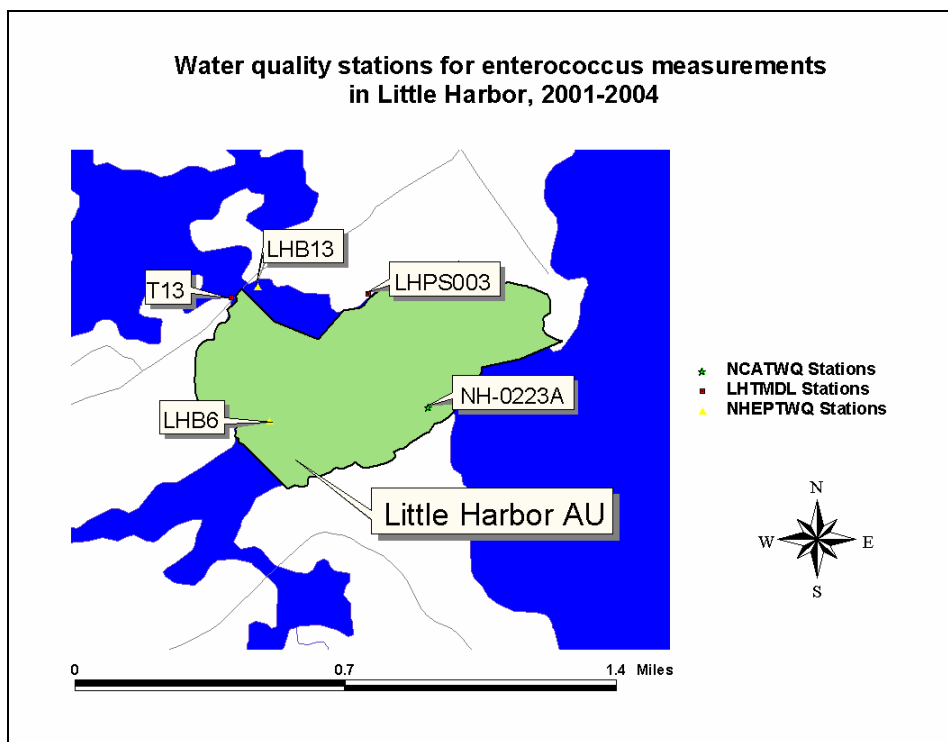 Water quality stations for enterococcus measurements
in Little Harbor, 2001-2004
LHB13
T13
LHPS003
NH-0223A
LHB6
Little Harbor AU
NCATWQ Stations
LHTMDL Stations
NHEPTWQ Stations
N
W E
S
0 0.7 1.4 Miles